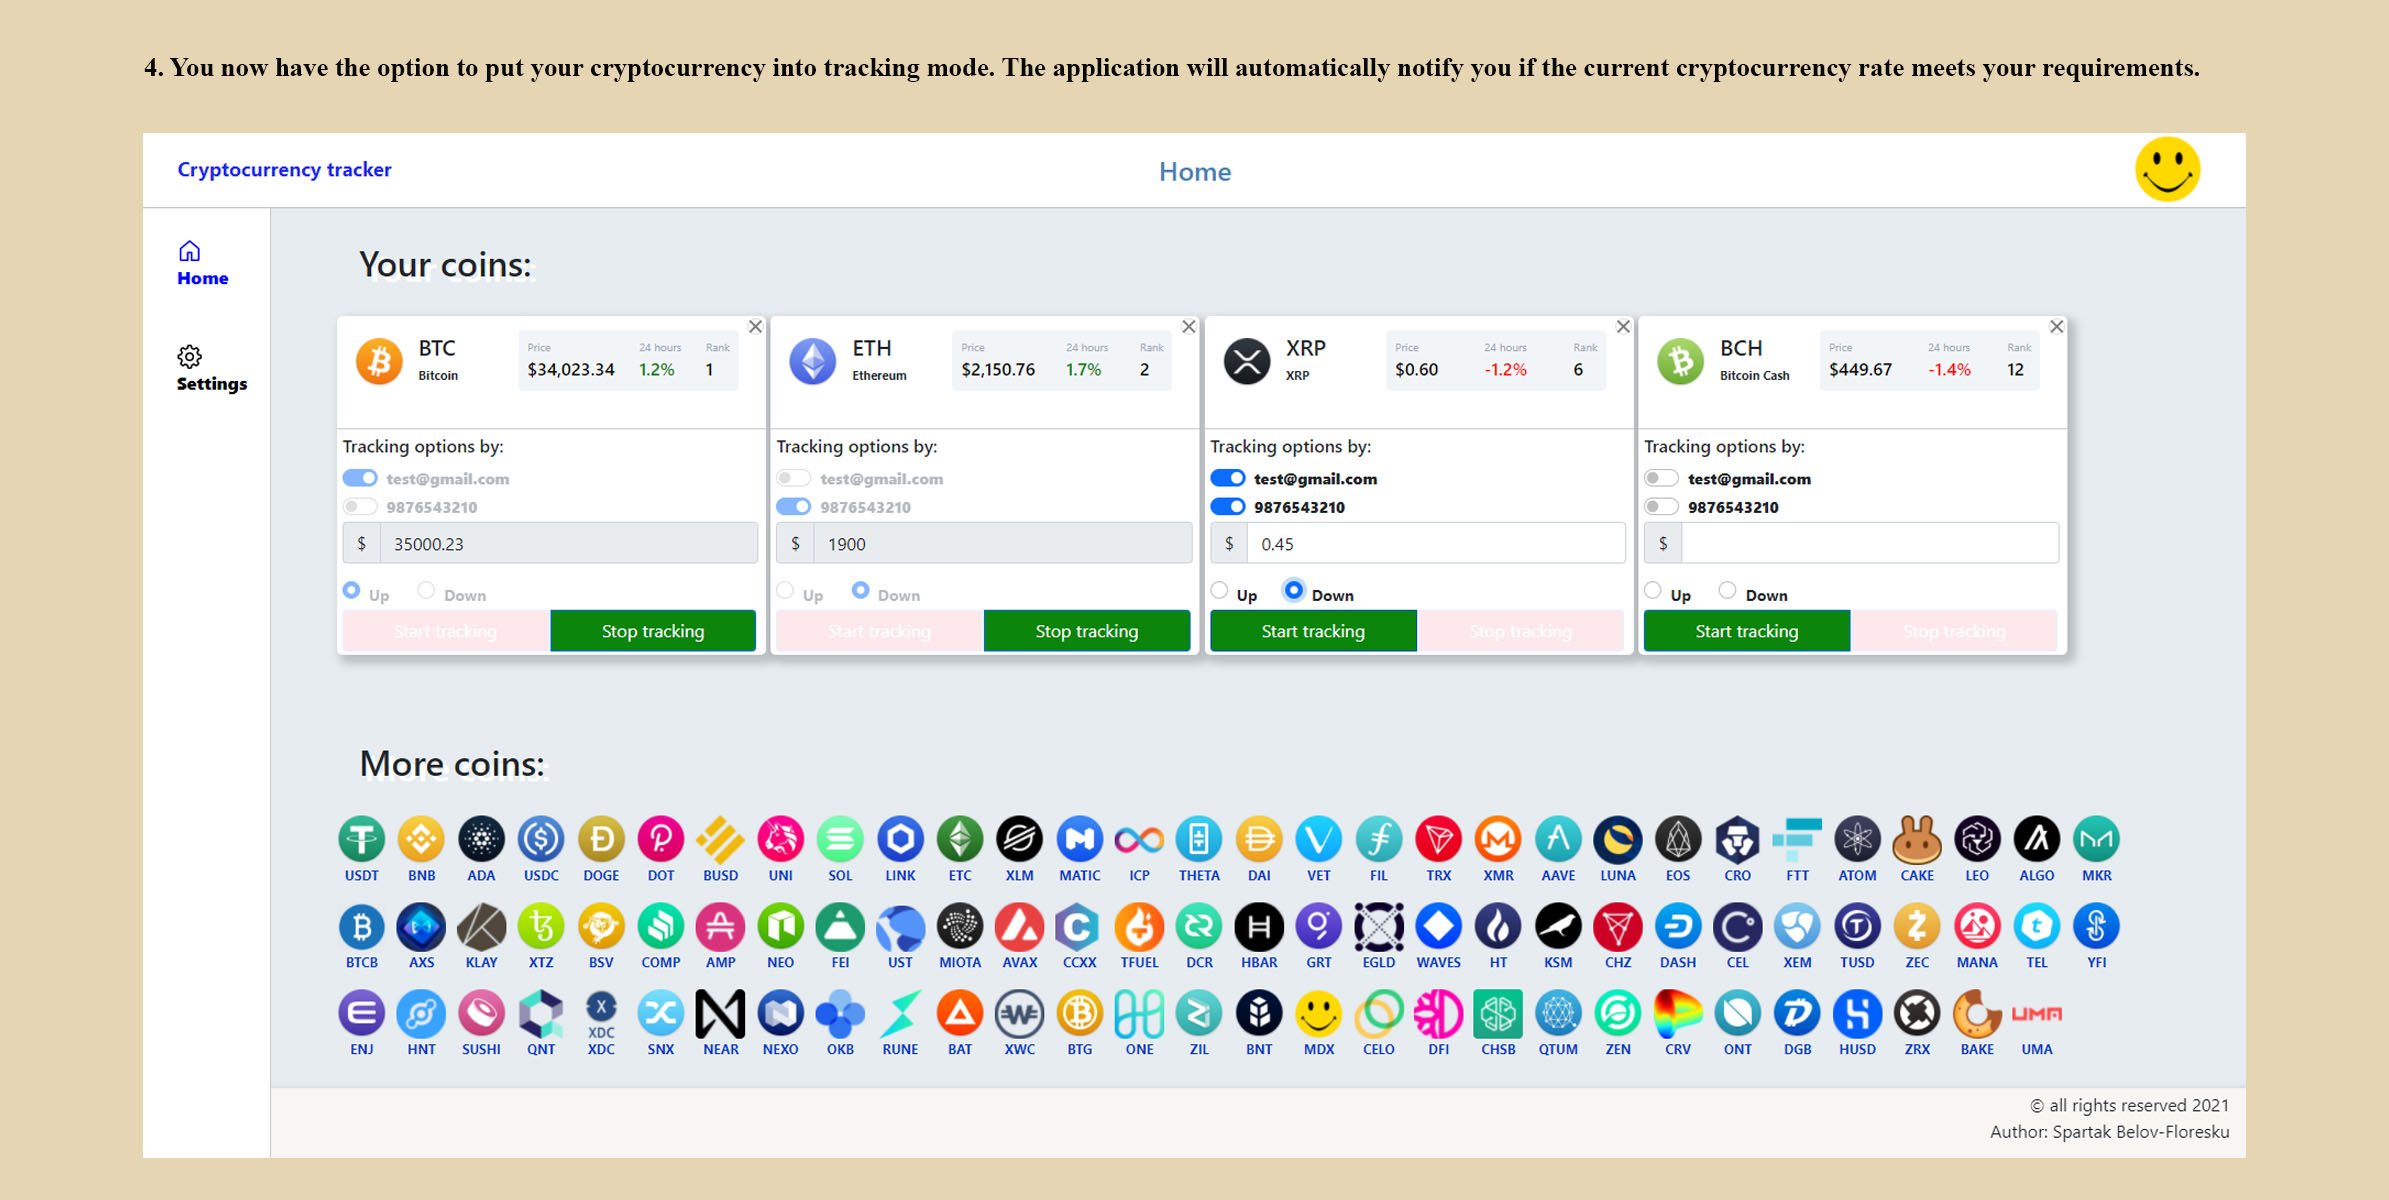 4. You now have the option to put your cryptocurrency into tracking mode. The application will automatically notify you if the current cryptocurrency rate meets your requirements.
Cryptocurrency tracker
Home
Home
Settings
Your coins:
BTC
Bitcoin
Price 24 hours Rank
$34,023.34 1.2% 1
Tracking options by:
test@gmail.com
9876543210
$ 35000.23
Up Down
Start tracking Stop tracking
ETH
Ethereum
Price 24 hours Rank
$2,150.76 1.7% 2
Tracking options by:
test@gmail.com
9876543210
$ 1900
Up Down
Start tracking Stop tracking
XRP
XRP
Price 24 hours Rank
$0.60 -1.2% 6
Tracking options by:
test@gmail.com
9876543210
$ 0.45
Up Down
Start tracking Stop tracking
BCH
Bitcoin Cash
Price 24 hours Rank
$449.67 -1.4% 12
Tracking options by:
test@gmail.com
9876543210
$
Up Down
Start tracking Stop tracking
More coins:
USDT BNB ADA USDC DOGE DOT BUSD UNI SOL LINK ETC XLM MATIC ICP THETA DAI VET FIL TRX XMR AAVE LUNA EOS CRO FTT ATOM CAKE LEO ALGO MKR
BTCB AXS KLAY XTZ BSV COMP AMP NEO FEI UST MIOTA AVAX CCXX TFUEL DCR HBAR GRT EGLD WAVES HT KSM CHZ DASH CEL XEM TUSD ZEC MANA TEL YFI
XDC
UMA
ENJ HNT SUSHI QNT XDC SNX NEAR NEXO OKB RUNE BAT XWC BTG ONE ZIL BNT MDX CELO DFI CHSB QTUM ZEN CRV ONT DGB HUSD ZRX BAKE UMA
© all rights reserved 2021
Author: Spartak Belov-Floresku